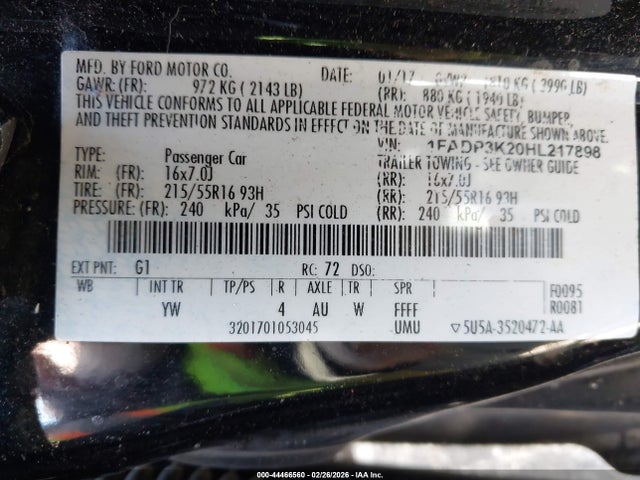 MFD. BY FORD MOTOR CO. DATE: 01/17 GVWR 1810 KG ( 3990 LB)
GAWR: (FR): 972 KG ( 2143 LB) (RR): 880 KG ( 1940 LB)
THIS VEHICLE CONFORMS TO ALL APPLICABLE FEDERAL MOTOR VEHICLE SAFETY, BUMPER,
AND THEFT PREVENTION STANDARDS IN EFFECT ON THE DATE OF MANUFACTURE SHOWN ABOVE.
VIN: 1FADP3K20HL217898
TYPE: Passenger Car TRAILER TOWING - SEE OWNER GUIDE
RIM: (FR): 16x7.0J (RR): 16x7.0J
TIRE: (FR): 215/55R16 93H (RR): 215/55R16 93H
PRESSURE: (FR): 240 kPa/ 35 PSI COLD (RR): 240 kPa/ 35 PSI COLD
EXT PNT: G1 RC: 72 DSO:
WB INT TR TP/PS R AXLE TR SPR F0095
YW 4 AU W FFFF R0081
3201701053045 UMU ▽5U5A-3520472-AA
000-44466560 - 02/26/2026 - IAA Inc.